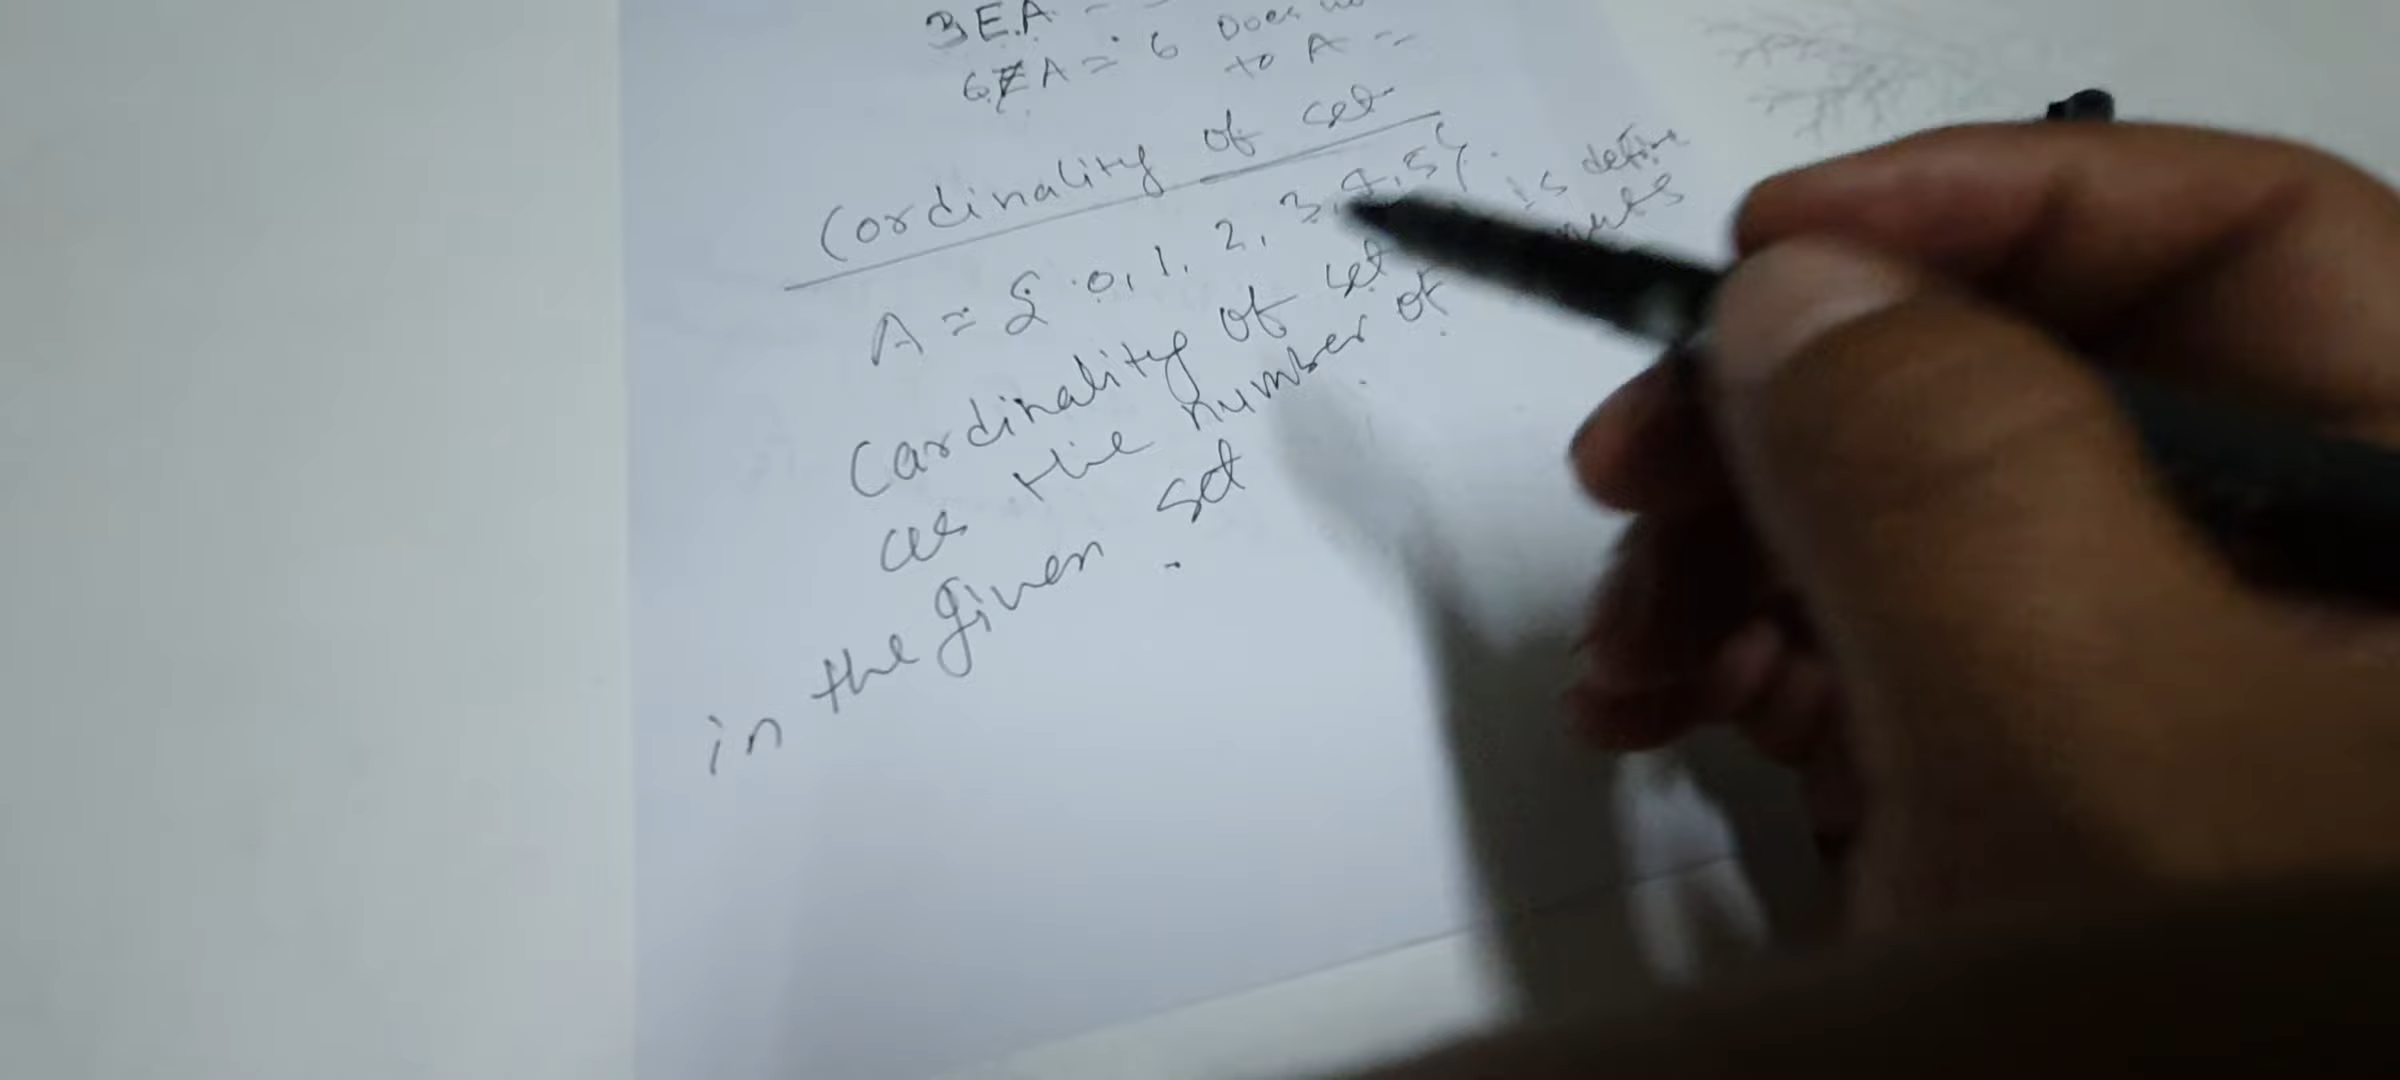 3 E A -
6 ∉ A = 6 Does
to A =
Cordinality of set
A = { 0, 1, 2, 3, 4, 5 }.
Cardinality of set is define
as the number of
in the given set.